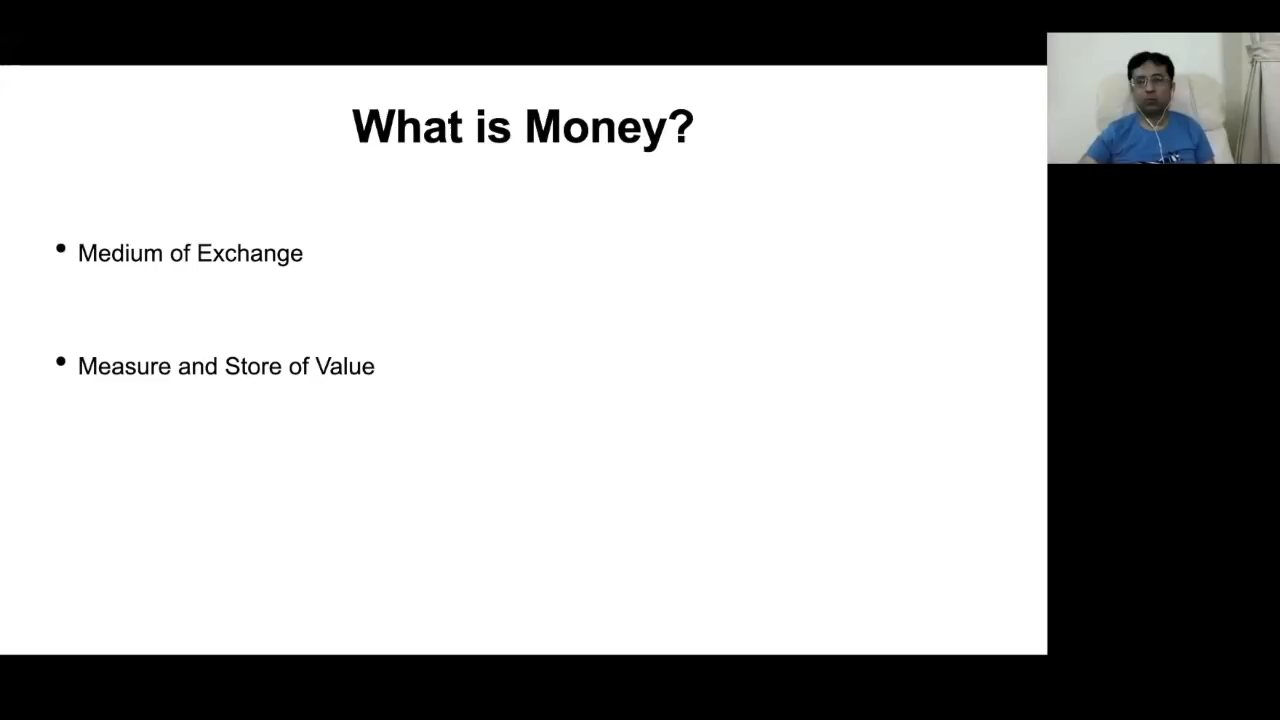 What is Money?
• Medium of Exchange
• Measure and Store of Value